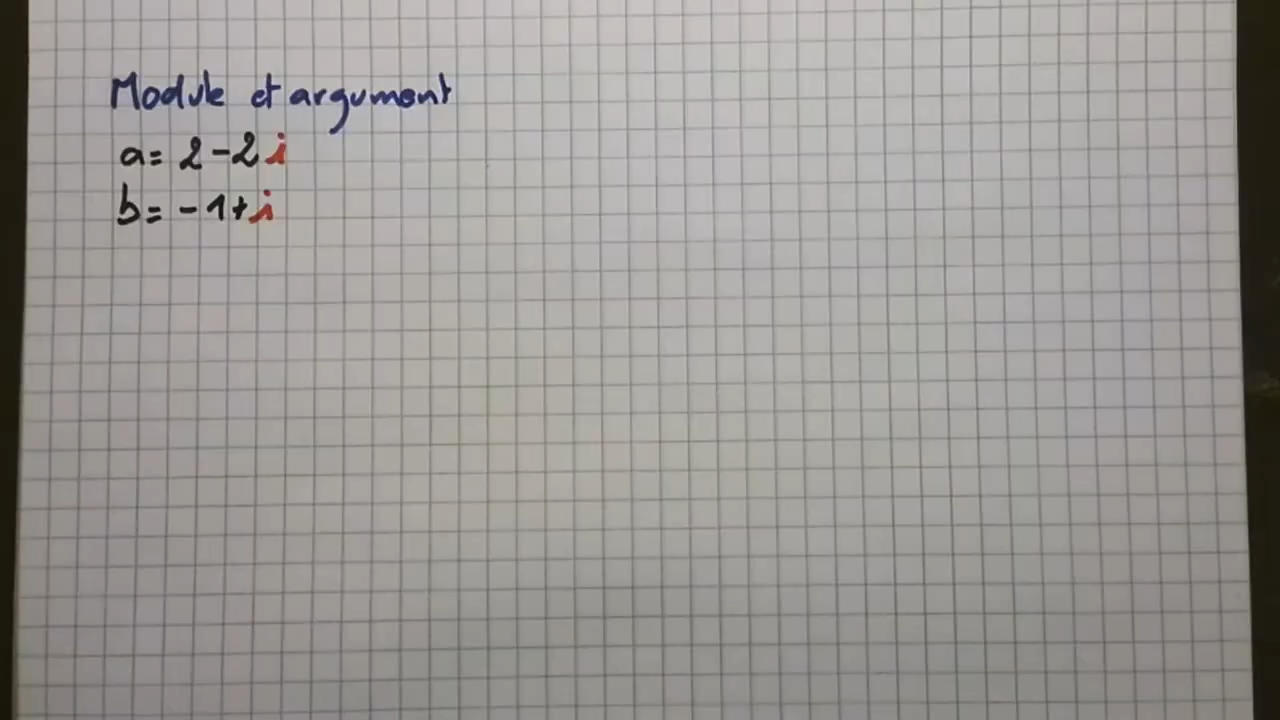 Module et argument
a = 2 - 2i
b = -1 + i